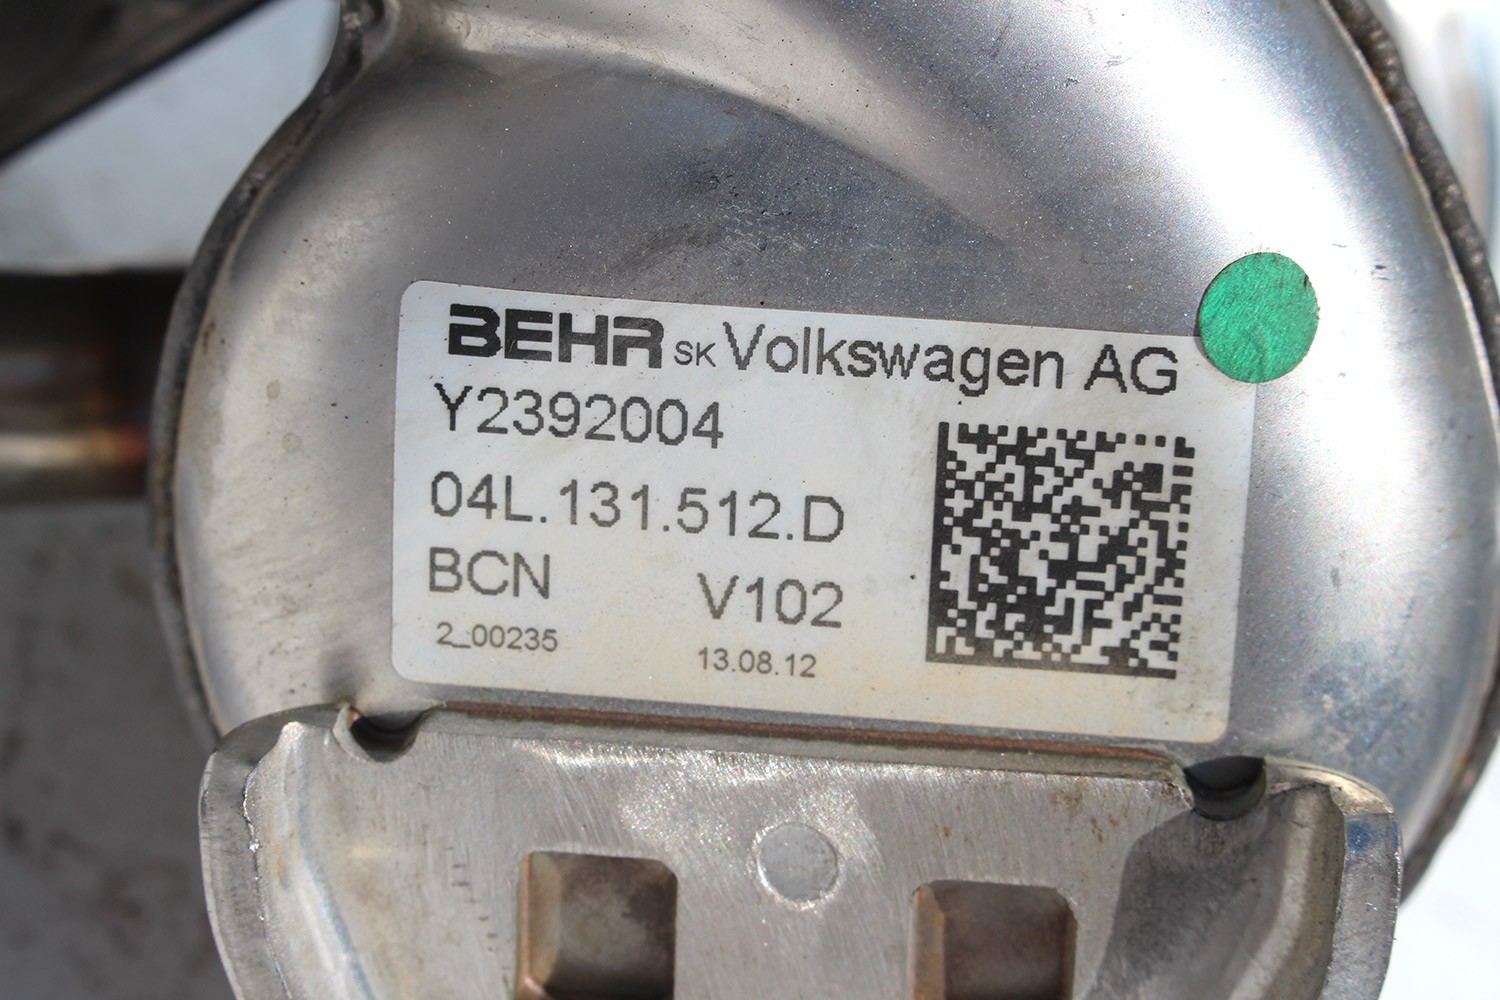 BEHR SK Volkswagen AG
Y2392004
04L.131.512.D
BCN V102
2_00235 13.08.12